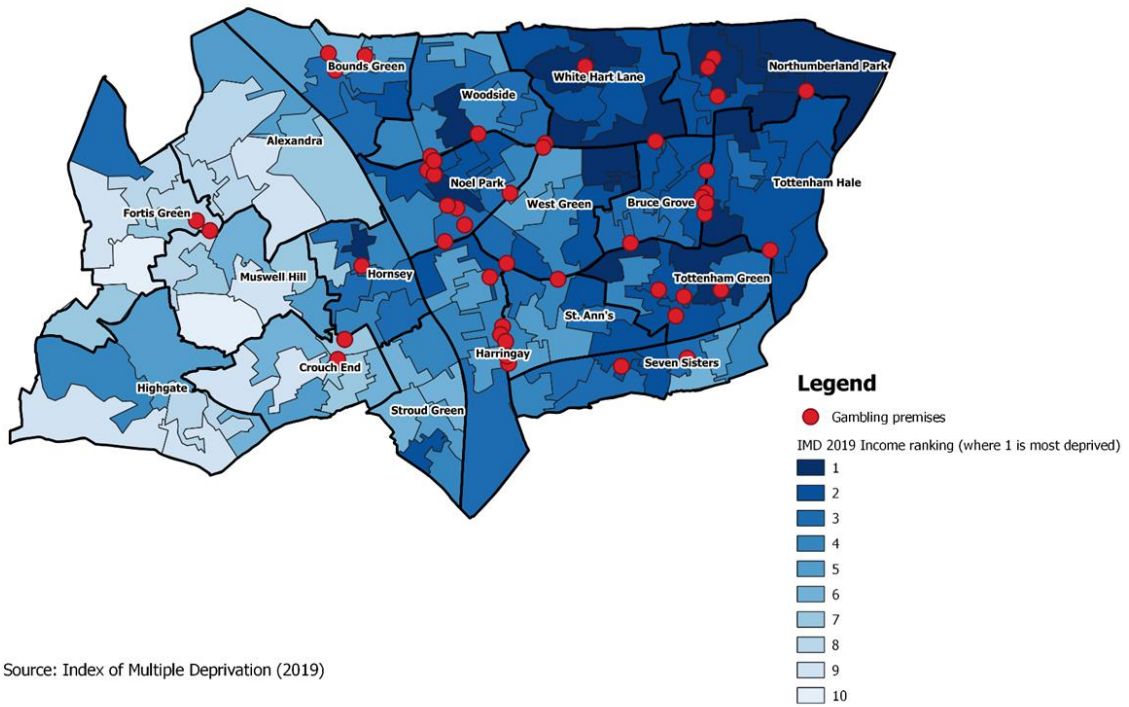 Bounds Green
White Hart Lane
Northumberland Park
Woodside
Alexandra
Noel Park
Tottenham Hale
West Green
Bruce Grove
Fortis Green
Muswell Hill
Hornsey
Tottenham Green
St. Ann's
Harringay
Seven Sisters
Crouch End
Highgate
Stroud Green
Legend
Gambling premises
IMD 2019 Income ranking (where 1 is most deprived)
1
2
3
4
5
6
7
8
9
10
Source: Index of Multiple Deprivation (2019)